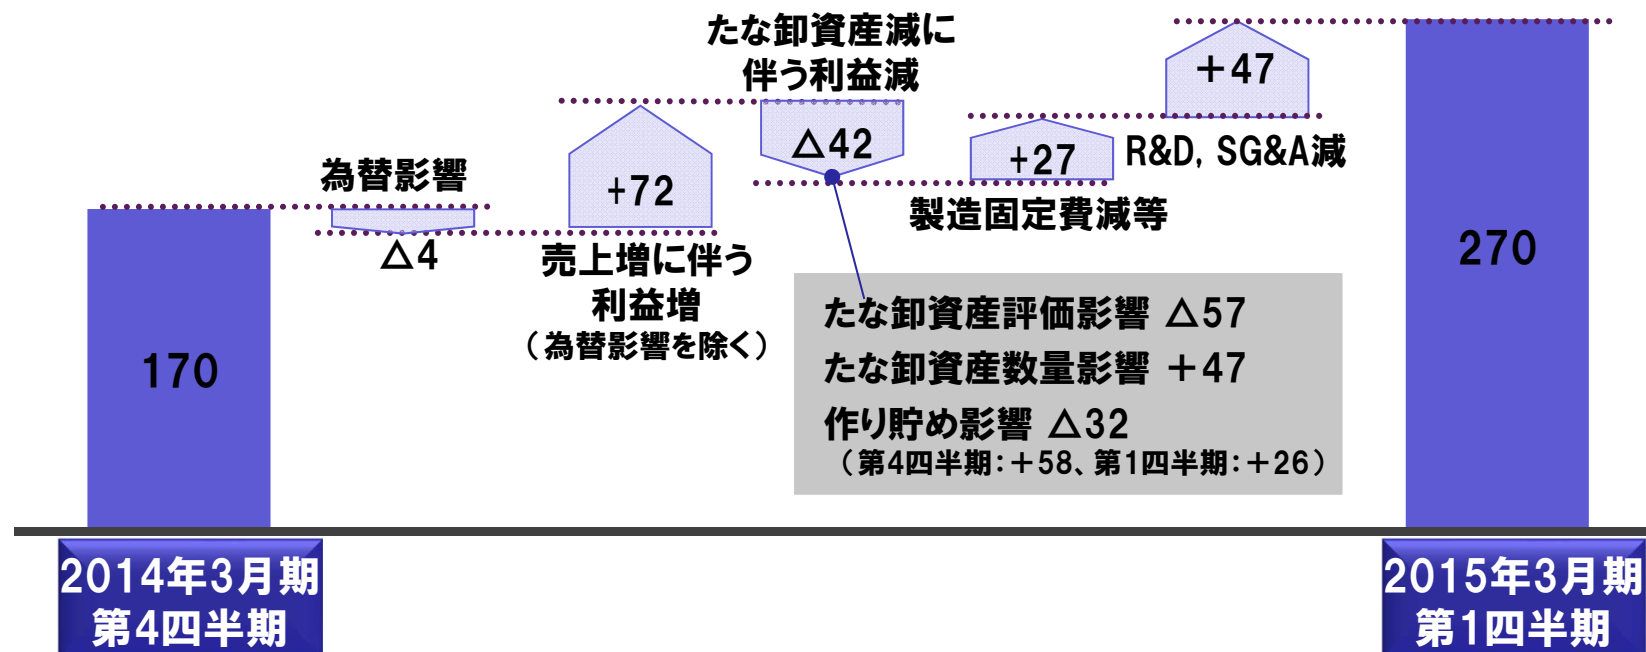 たな卸資産減に
伴う利益減
+47
為替影響
+72
△42
+27
R&D, SG&A減
△4
売上増に伴う
利益増
（為替影響を除く）
製造固定費減等
170
270
たな卸資産評価影響 △57
たな卸資産数量影響 ＋47
作り貯め影響 △32
（第4四半期：＋58、第1四半期：＋26）
2014年3月期
第4四半期
2015年3月期
第1四半期